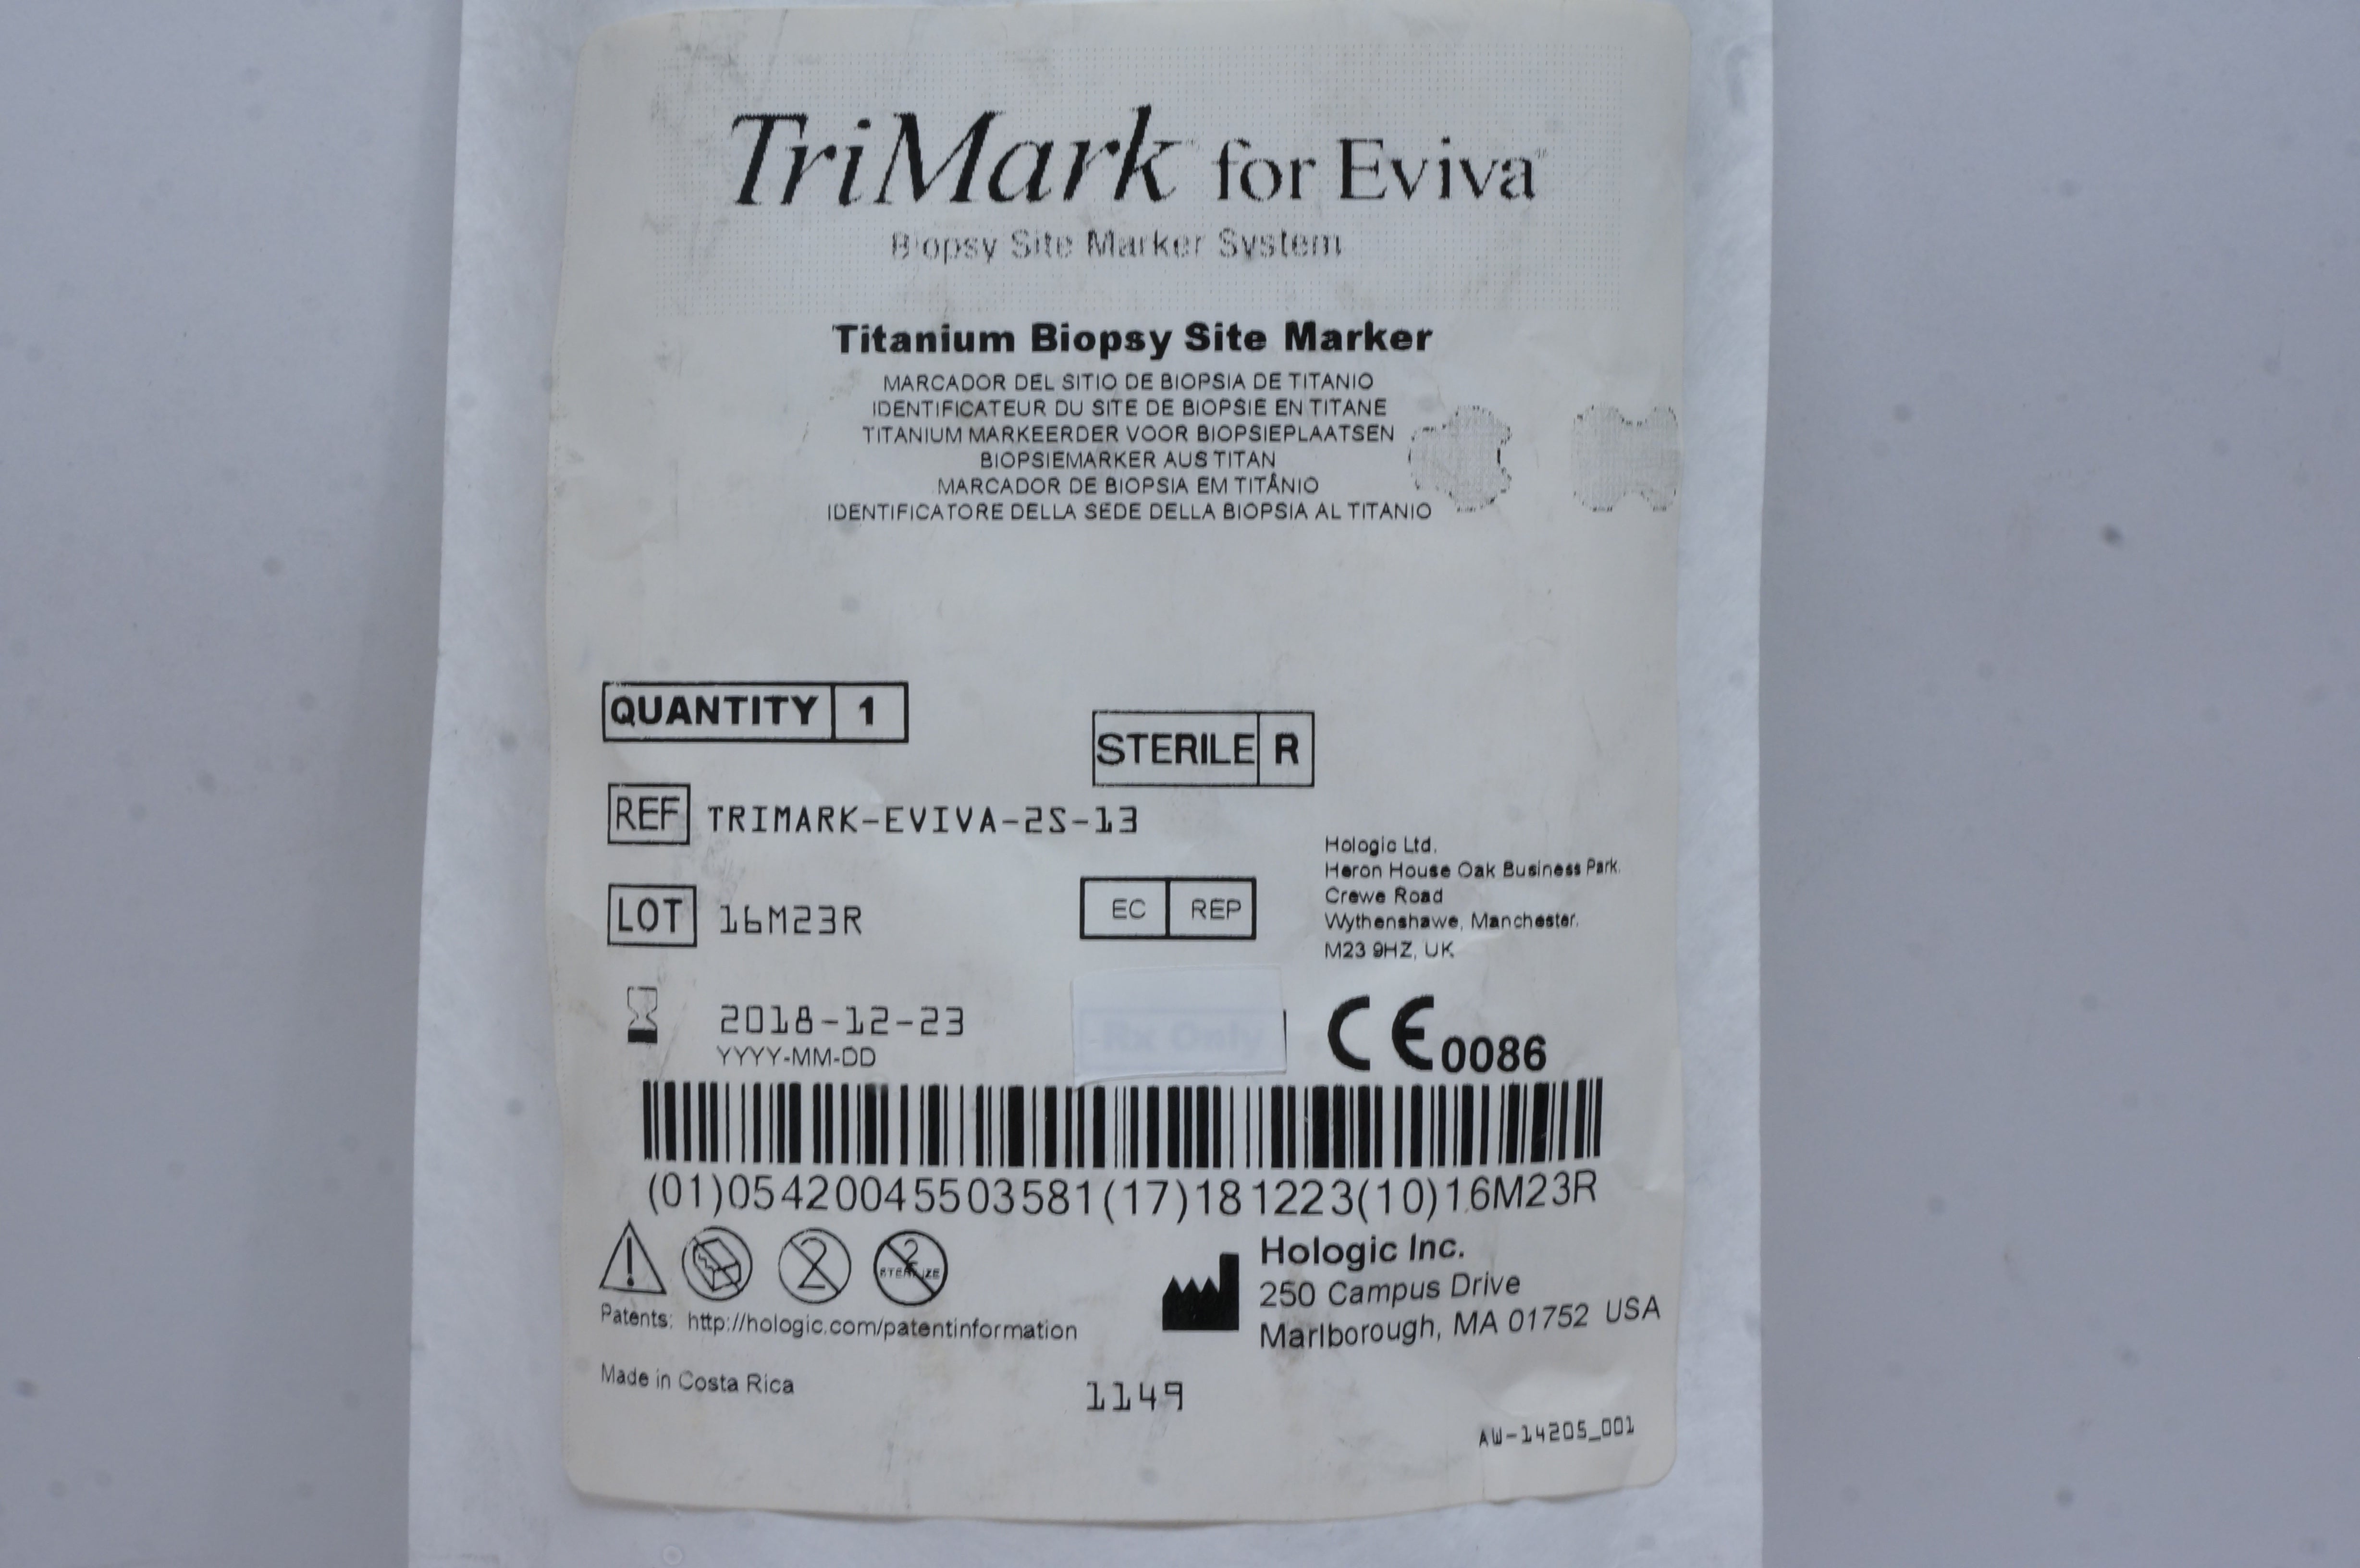 TriMark for Eviva
Biopsy Site Marker System
Titanium Biopsy Site Marker
MARCADOR DEL SITIO DE BIOPSIA DE TITANIO
IDENTIFICATEUR DU SITE DE BIOPSIE EN TITANE
TITANIUM MARKEERDER VOOR BIOPSIEPLAATSEN
BIOPSIEMARKER AUS TITAN
MARCADOR DE BIOPSIA EM TITÂNIO
IDENTIFICATORE DELLA SEDE DELLA BIOPSIA AL TITANIO
QUANTITY 1
STERILE R
REF TRIMARK-EVIVA-2S-13
LOT 16M23R
EC REP
Hologic Ltd.
Heron House Oak Business Park.
Crewe Road
Wythenshawe, Manchester.
M23 9HZ, UK
2018-12-23
YYYY-MM-DD
Rx Only
CE 0086
(01)05420045503581(17)181223(10)16M23R
2
2
STERILIZE
Patents: http://hologic.com/patentinformation
Hologic Inc.
250 Campus Drive
Marlborough, MA 01752 USA
Made in Costa Rica
1149
AW-14205_001